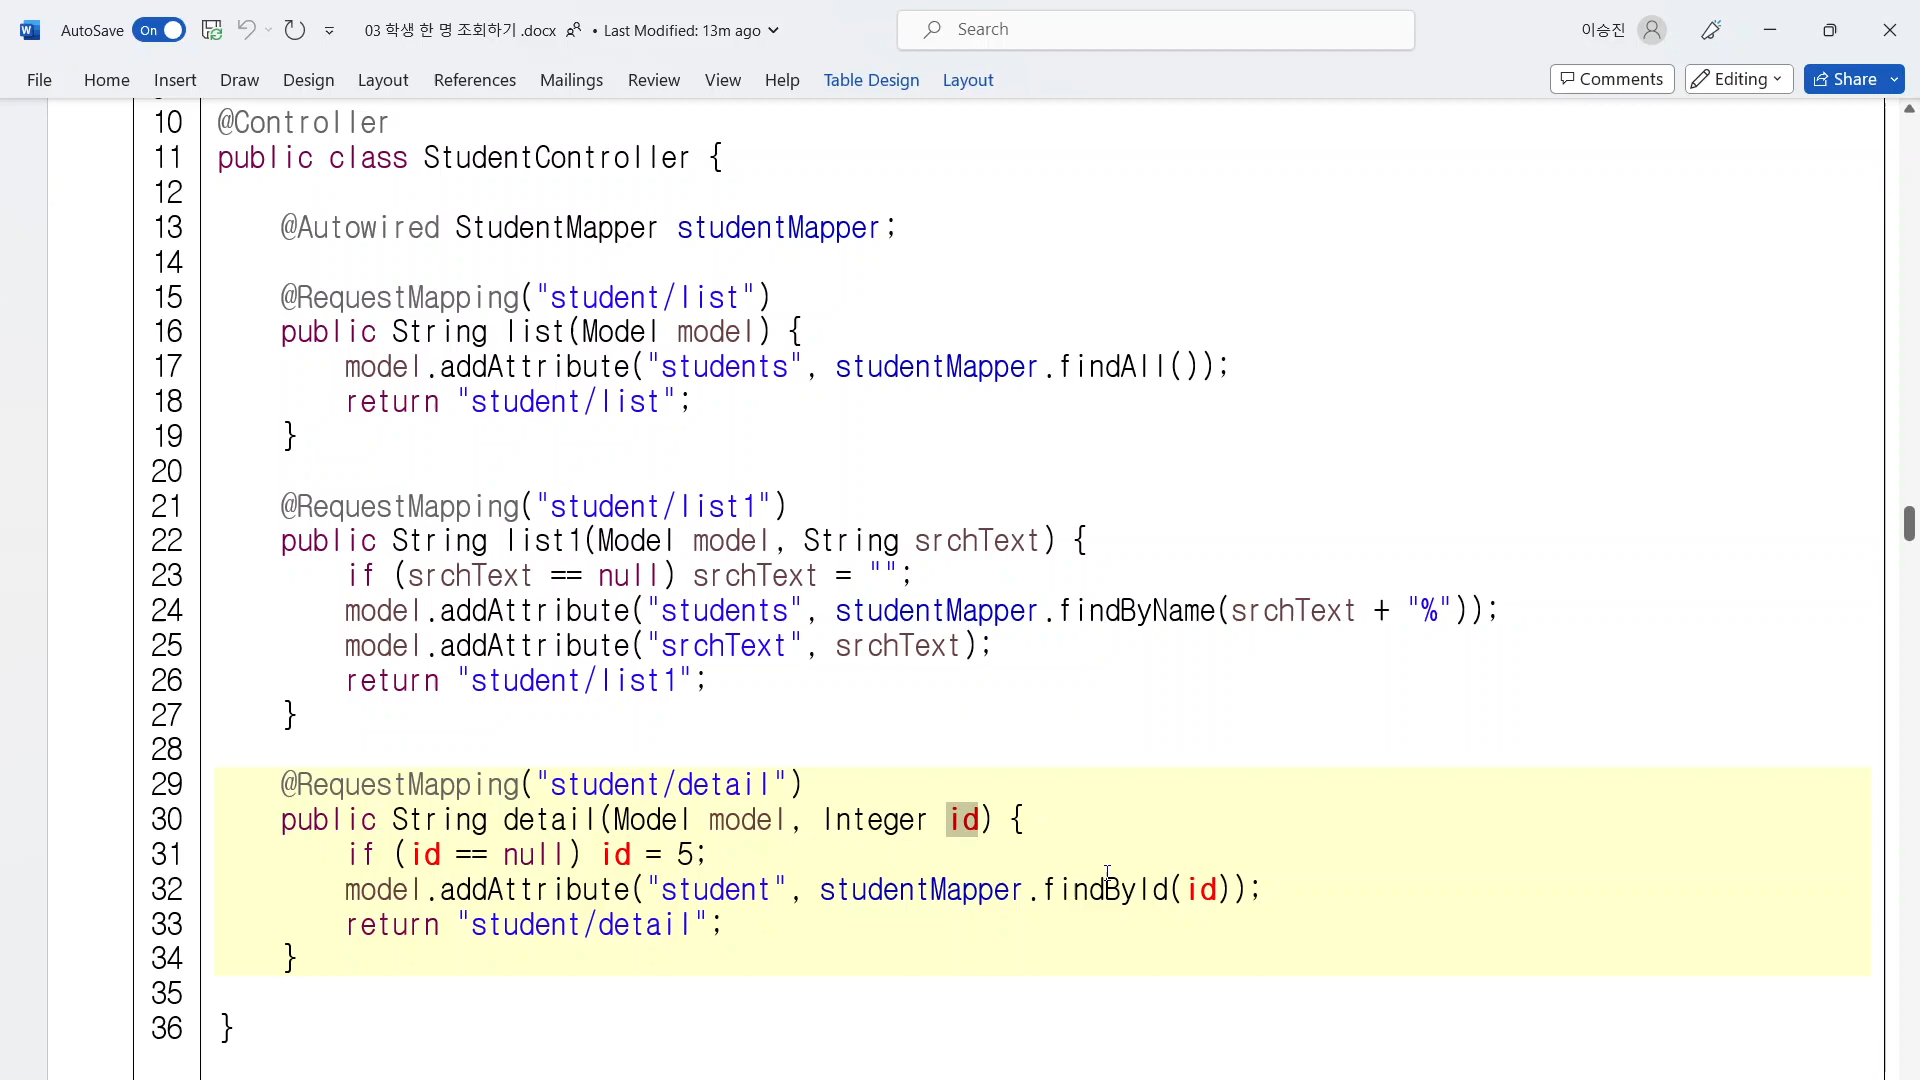 AutoSave On 03 학생 한 명 조회하기.docx • Last Modified: 13m ago Search 이승진
File Home Insert Draw Design Layout References Mailings Review View Help Table Design Layout Comments Editing Share
10 @Controller
11 public class StudentController {
12
13 @Autowired StudentMapper studentMapper;
14
15 @RequestMapping("student/list")
16 public String list(Model model) {
17 model.addAttribute("students", studentMapper.findAll());
18 return "student/list";
19 }
20
21 @RequestMapping("student/list1")
22 public String list1(Model model, String srchText) {
23 if (srchText == null) srchText = "";
24 model.addAttribute("students", studentMapper.findByName(srchText + "%"));
25 model.addAttribute("srchText", srchText);
26 return "student/list1";
27 }
28
29 @RequestMapping("student/detail")
30 public String detail(Model model, Integer id) {
31 if (id == null) id = 5;
32 model.addAttribute("student", studentMapper.findById(id));
33 return "student/detail";
34 }
35
36 }